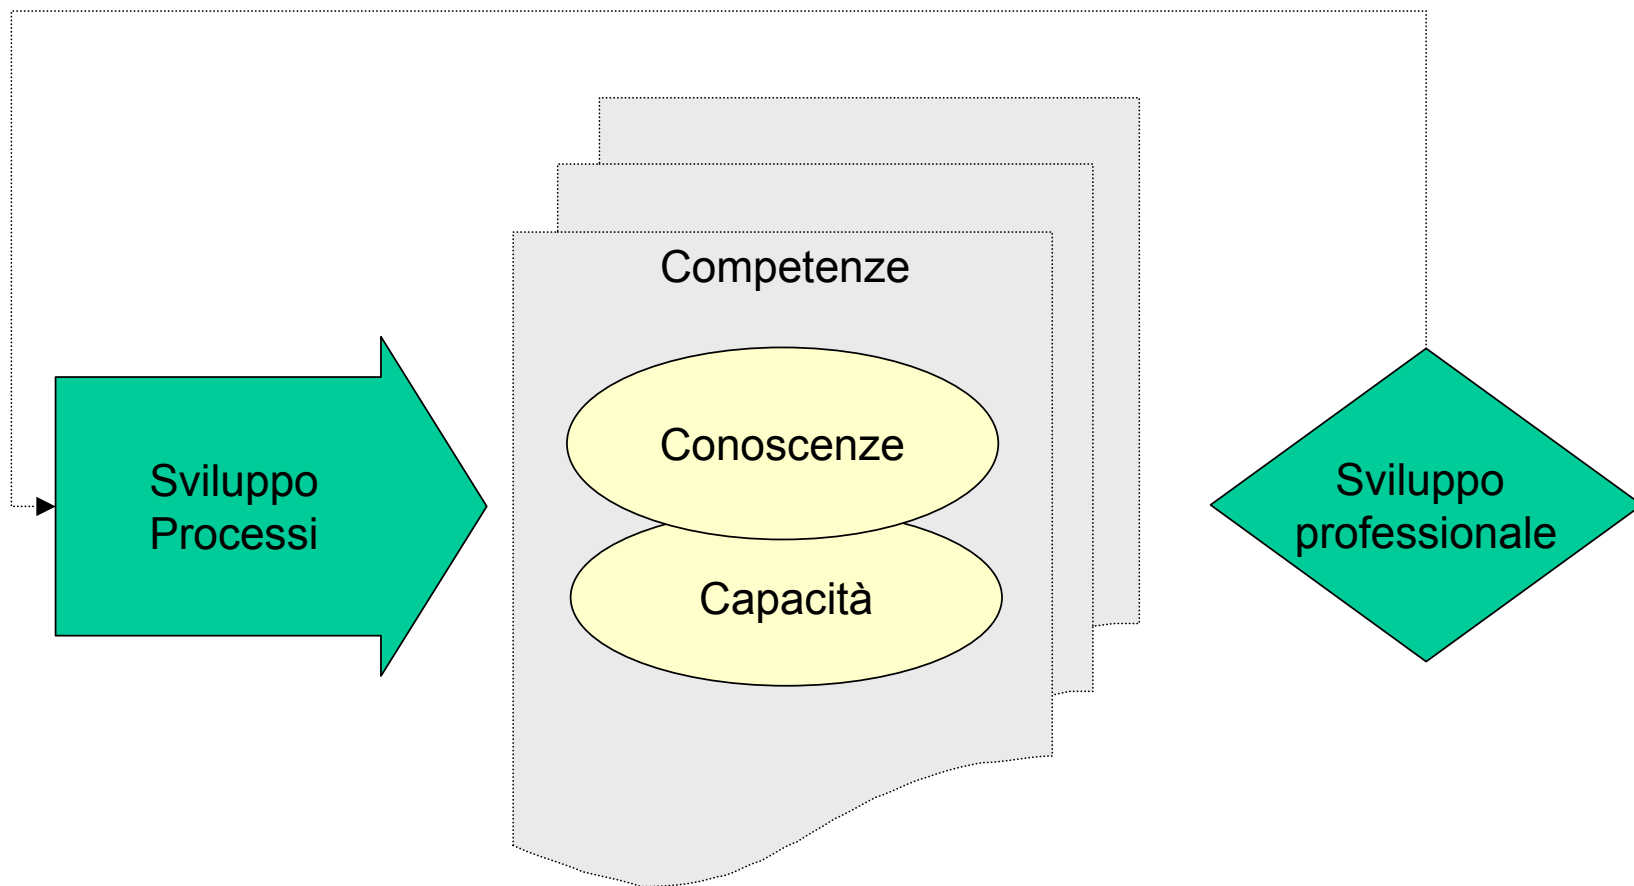 Competenze
Conoscenze
Capacità
Sviluppo
Processi
Sviluppo
professionale